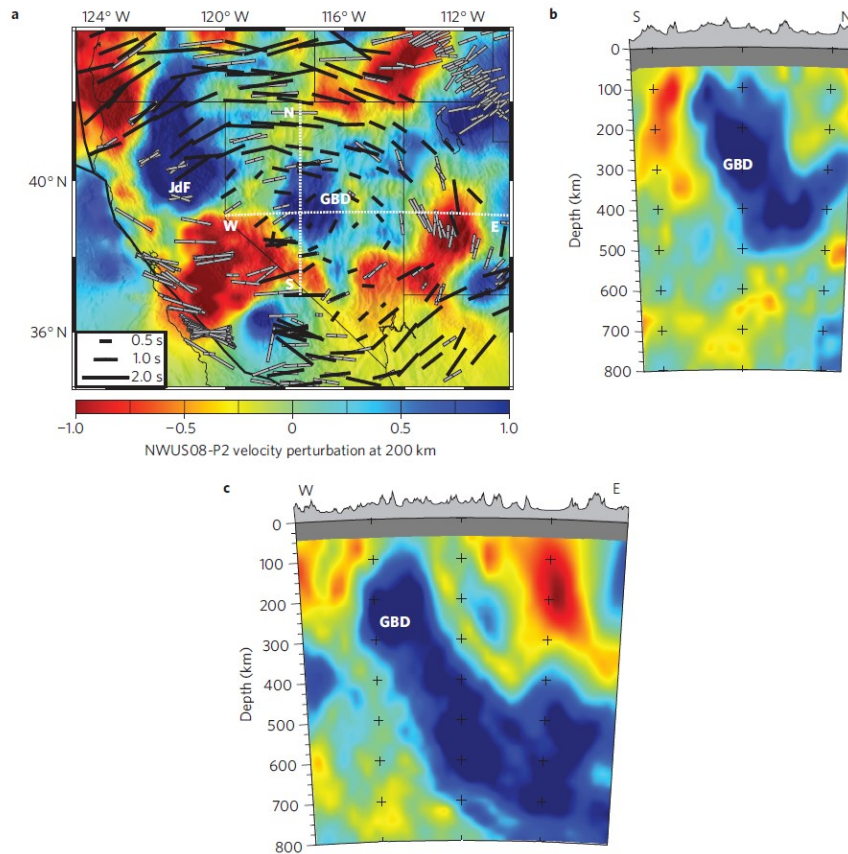 a
124° W
120° W
116° W
112° W
40° N
36° N
N
JdF
GBD
W
E
S
0.5 s
1.0 s
2.0 s
−1.0
−0.5
0
0.5
1.0
NWUS08-P2 velocity perturbation at 200 km
b
S
N
0
100
200
300
400
500
600
700
800
Depth (km)
GBD
c
W
E
0
100
200
300
400
500
600
700
800
Depth (km)
GBD